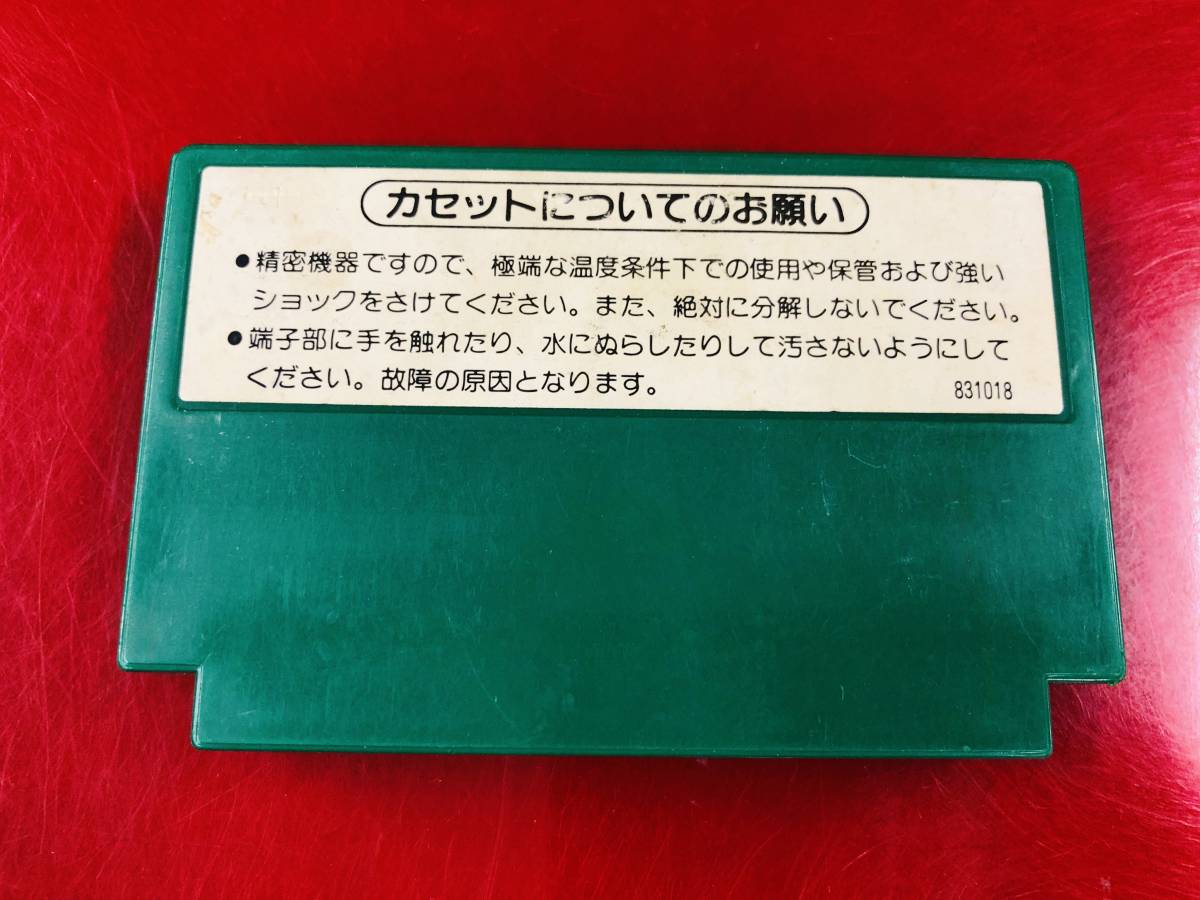 カセットについてのお願い
●精密機器ですので、極端な温度条件下での使用や保管および強い
ショックをさけてください。また、絶対に分解しないでください。
●端子部に手を触れたり、水にぬらしたりして汚さないようにして
ください。故障の原因となります。
831018